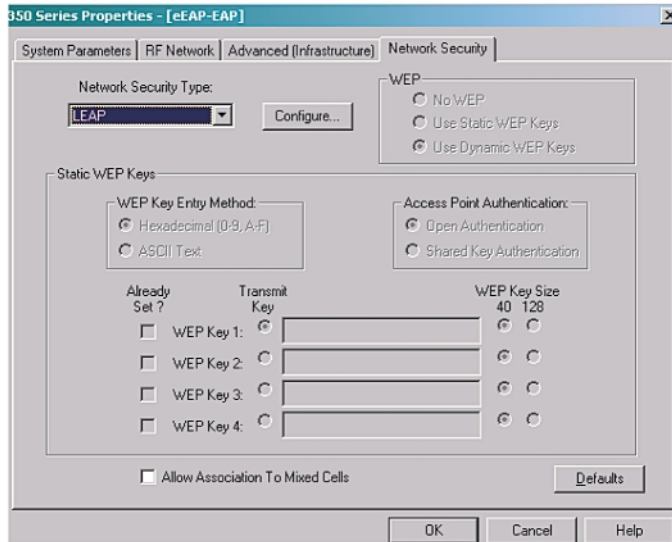 350 Series Properties - [eEAP-EAP]
System Parameters RF Network Advanced (Infrastructure) Network Security
Network Security Type:
LEAP
Configure...
WEP
No WEP
Use Static WEP Keys
Use Dynamic WEP Keys
Static WEP Keys
WEP Key Entry Method:
Hexadecimal (0-9, A-F)
ASCII Text
Access Point Authentication:
Open Authentication
Shared Key Authentication
Already Set ?
Transmit Key
WEP Key Size
40 128
WEP Key 1:
WEP Key 2:
WEP Key 3:
WEP Key 4:
Allow Association To Mixed Cells
Defaults
OK Cancel Help